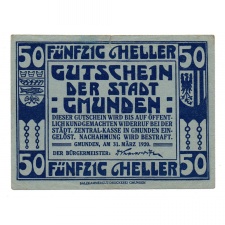 50 FÜNFZIG HELLER 50
GUTSCHEIN
DER STADT
GMUNDEN
DIESER GUTSCHEIN WIRD BIS AUF ÖFFENT-
LICH KUNDGEMACHTEN WIDERRUF BEI DER
STÄDT. ZENTRAL-KASSE IN GMUNDEN EIN-
GELÖST. NACHAHMUNG WIRD BESTRAFT.
GMUNDEN, AM 31. MÄRZ 1920.
DER BÜRGERMEISTER:
50 FÜNFZIG HELLER 50